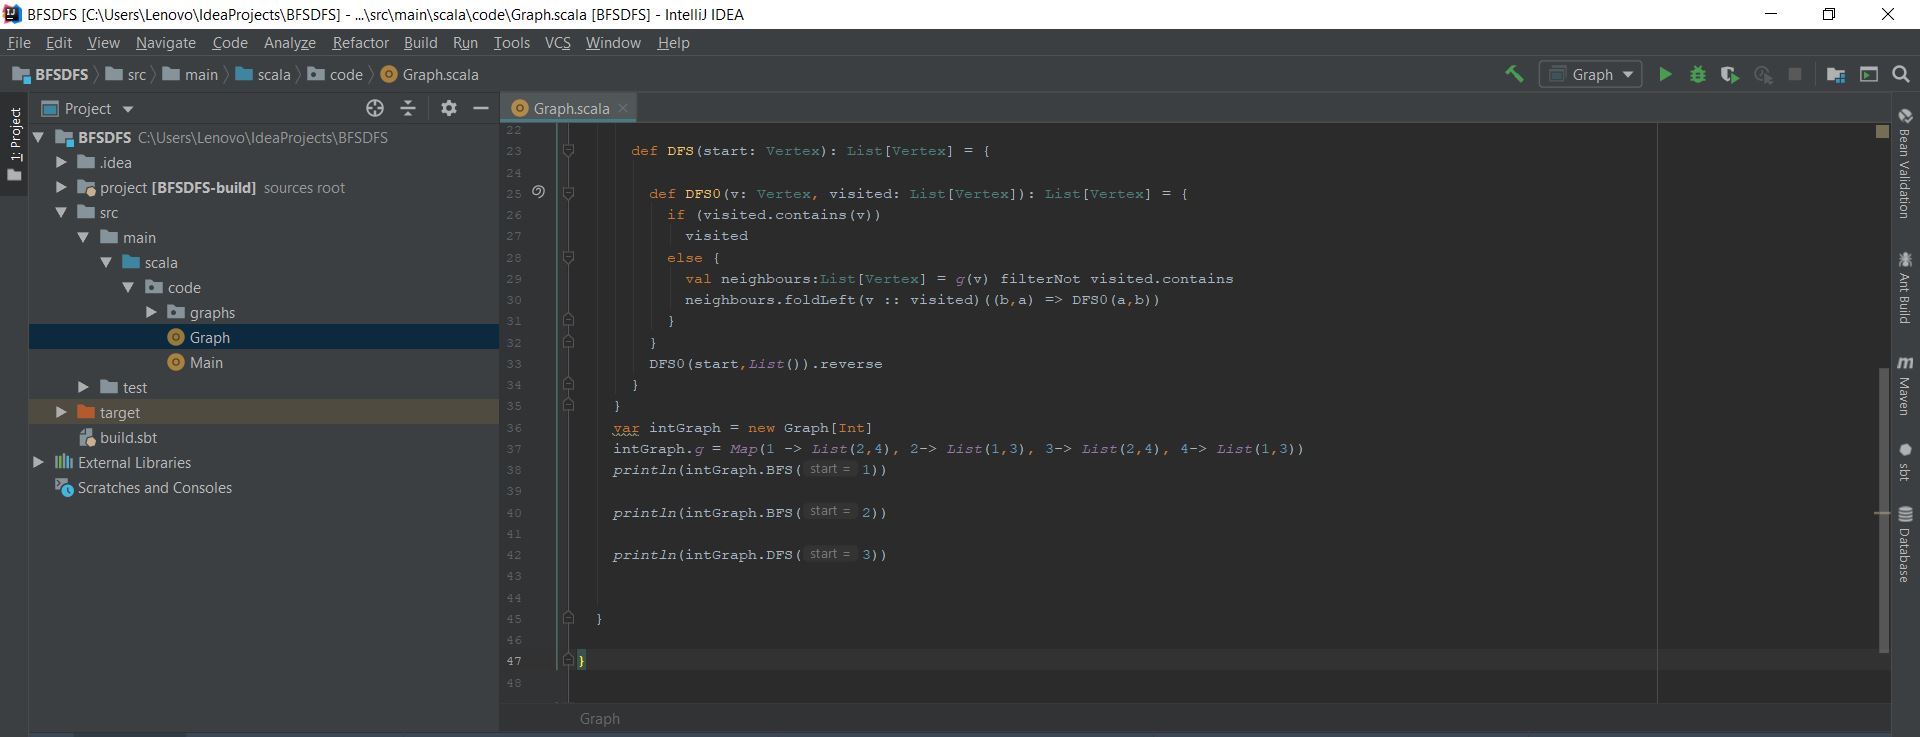 BFSDFS [C:\Users\Lenovo\IdeaProjects\BFSDFS] - ...\src\main\scala\code\Graph.scala [BFSDFS] - IntelliJ IDEA
File Edit View Navigate Code Analyze Refactor Build Run Tools VCS Window Help
BFSDFS src main scala code Graph.scala Graph
1: Project
Project
BFSDFS C:\Users\Lenovo\IdeaProjects\BFSDFS
.idea
project [BFSDFS-build] sources root
src
main
scala
code
graphs
Graph
Main
test
target
build.sbt
External Libraries
Scratches and Consoles
Graph.scala
22
23 def DFS(start: Vertex): List[Vertex] = {
24
25 def DFS0(v: Vertex, visited: List[Vertex]): List[Vertex] = {
26 if (visited.contains(v))
27 visited
28 else {
29 val neighbours:List[Vertex] = g(v) filterNot visited.contains
30 neighbours.foldLeft(v :: visited)((b,a) => DFS0(a,b))
31 }
32 }
33 DFS0(start,List()).reverse
34 }
35 }
36 var intGraph = new Graph[Int]
37 intGraph.g = Map(1 -> List(2,4), 2-> List(1,3), 3-> List(2,4), 4-> List(1,3))
38 println(intGraph.BFS( start = 1))
39
40 println(intGraph.BFS( start = 2))
41
42 println(intGraph.DFS( start = 3))
43
44
45 }
46
47 }
48
Graph
Bean Validation
Ant Build
m Maven
sbt
Database